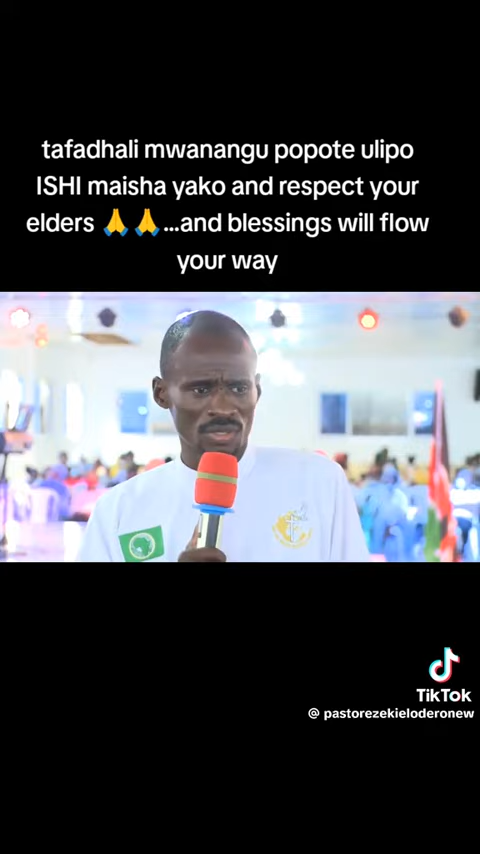 tafadhali mwanangu popote ulipo
ISHI maisha yako and respect your
elders 🙏🙏...and blessings will flow
your way
TikTok
@ pastorezekieloderonew